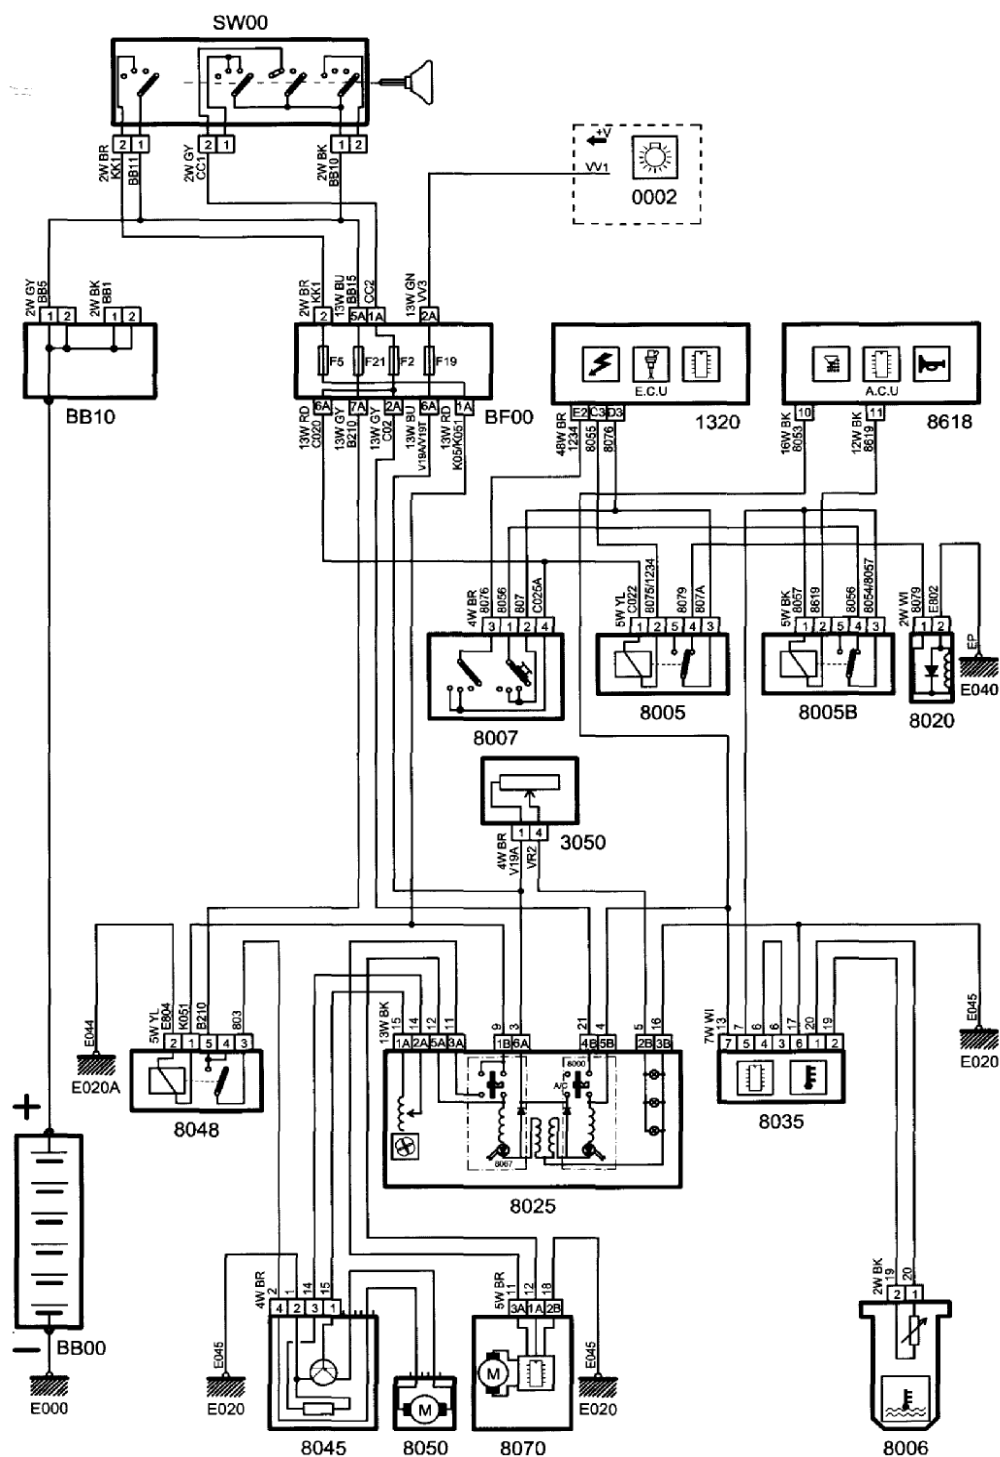 SW00
2 1
2 1
1 2
2W BR
KK1
BB11
2W GY
CC1
2W BK
BB10
+V
VV1
0002
2W GY
BB5
2W BK
BB1
1 2
1 2
BB10
2W BR
KK1
13W BU
BB15
CC2
13W GN
VV3
2
5A 1A
2A
F5
F21
F2
F19
6A
7A
2A
6A
1A
BF00
13W RD
C020
13W GY
B210
13W GY
C02
13W BU
V19A/V19T
13W RD
K05/K051
E.C.U
E2 C3 D3
1320
48W BR
1234
8055
8076
A.C.U
10
11
8618
16W BK
8053
12W BK
8619
4W BR
8076
8056
807
C025A
3 1 2 4
8007
5W YL
C022
8075/1234
8079
807A
1 2 5 4 3
8005
5W BK
8057
8619
8056
8054/8057
1 2 5 4 3
8005B
2W WI
8079
E802
1 2
8020
EP
E040
3050
1 4
4W BR
V19A
VR2
E044
E020A
5W YL
E804
K051
B210
803
2 1 5 4 3
8048
13W BK
15
14
12
11
9
3
21
4
5
16
1A 2A 5A 3A
1B 6A
4B 5B
2B 3B
8000
A/C
8067
8025
7W WI
13
7
6
6
17
20
19
7 5 4 3 6 1 2
8035
E045
E020
+
−
BB00
E000
E045
E020
4W BR
2
1
14
15
4 2 3 1
8045
M
8050
5W BR
11
12
18
3A 1A 2B
M
8070
E045
E020
2W BK
19
20
2 1
8006